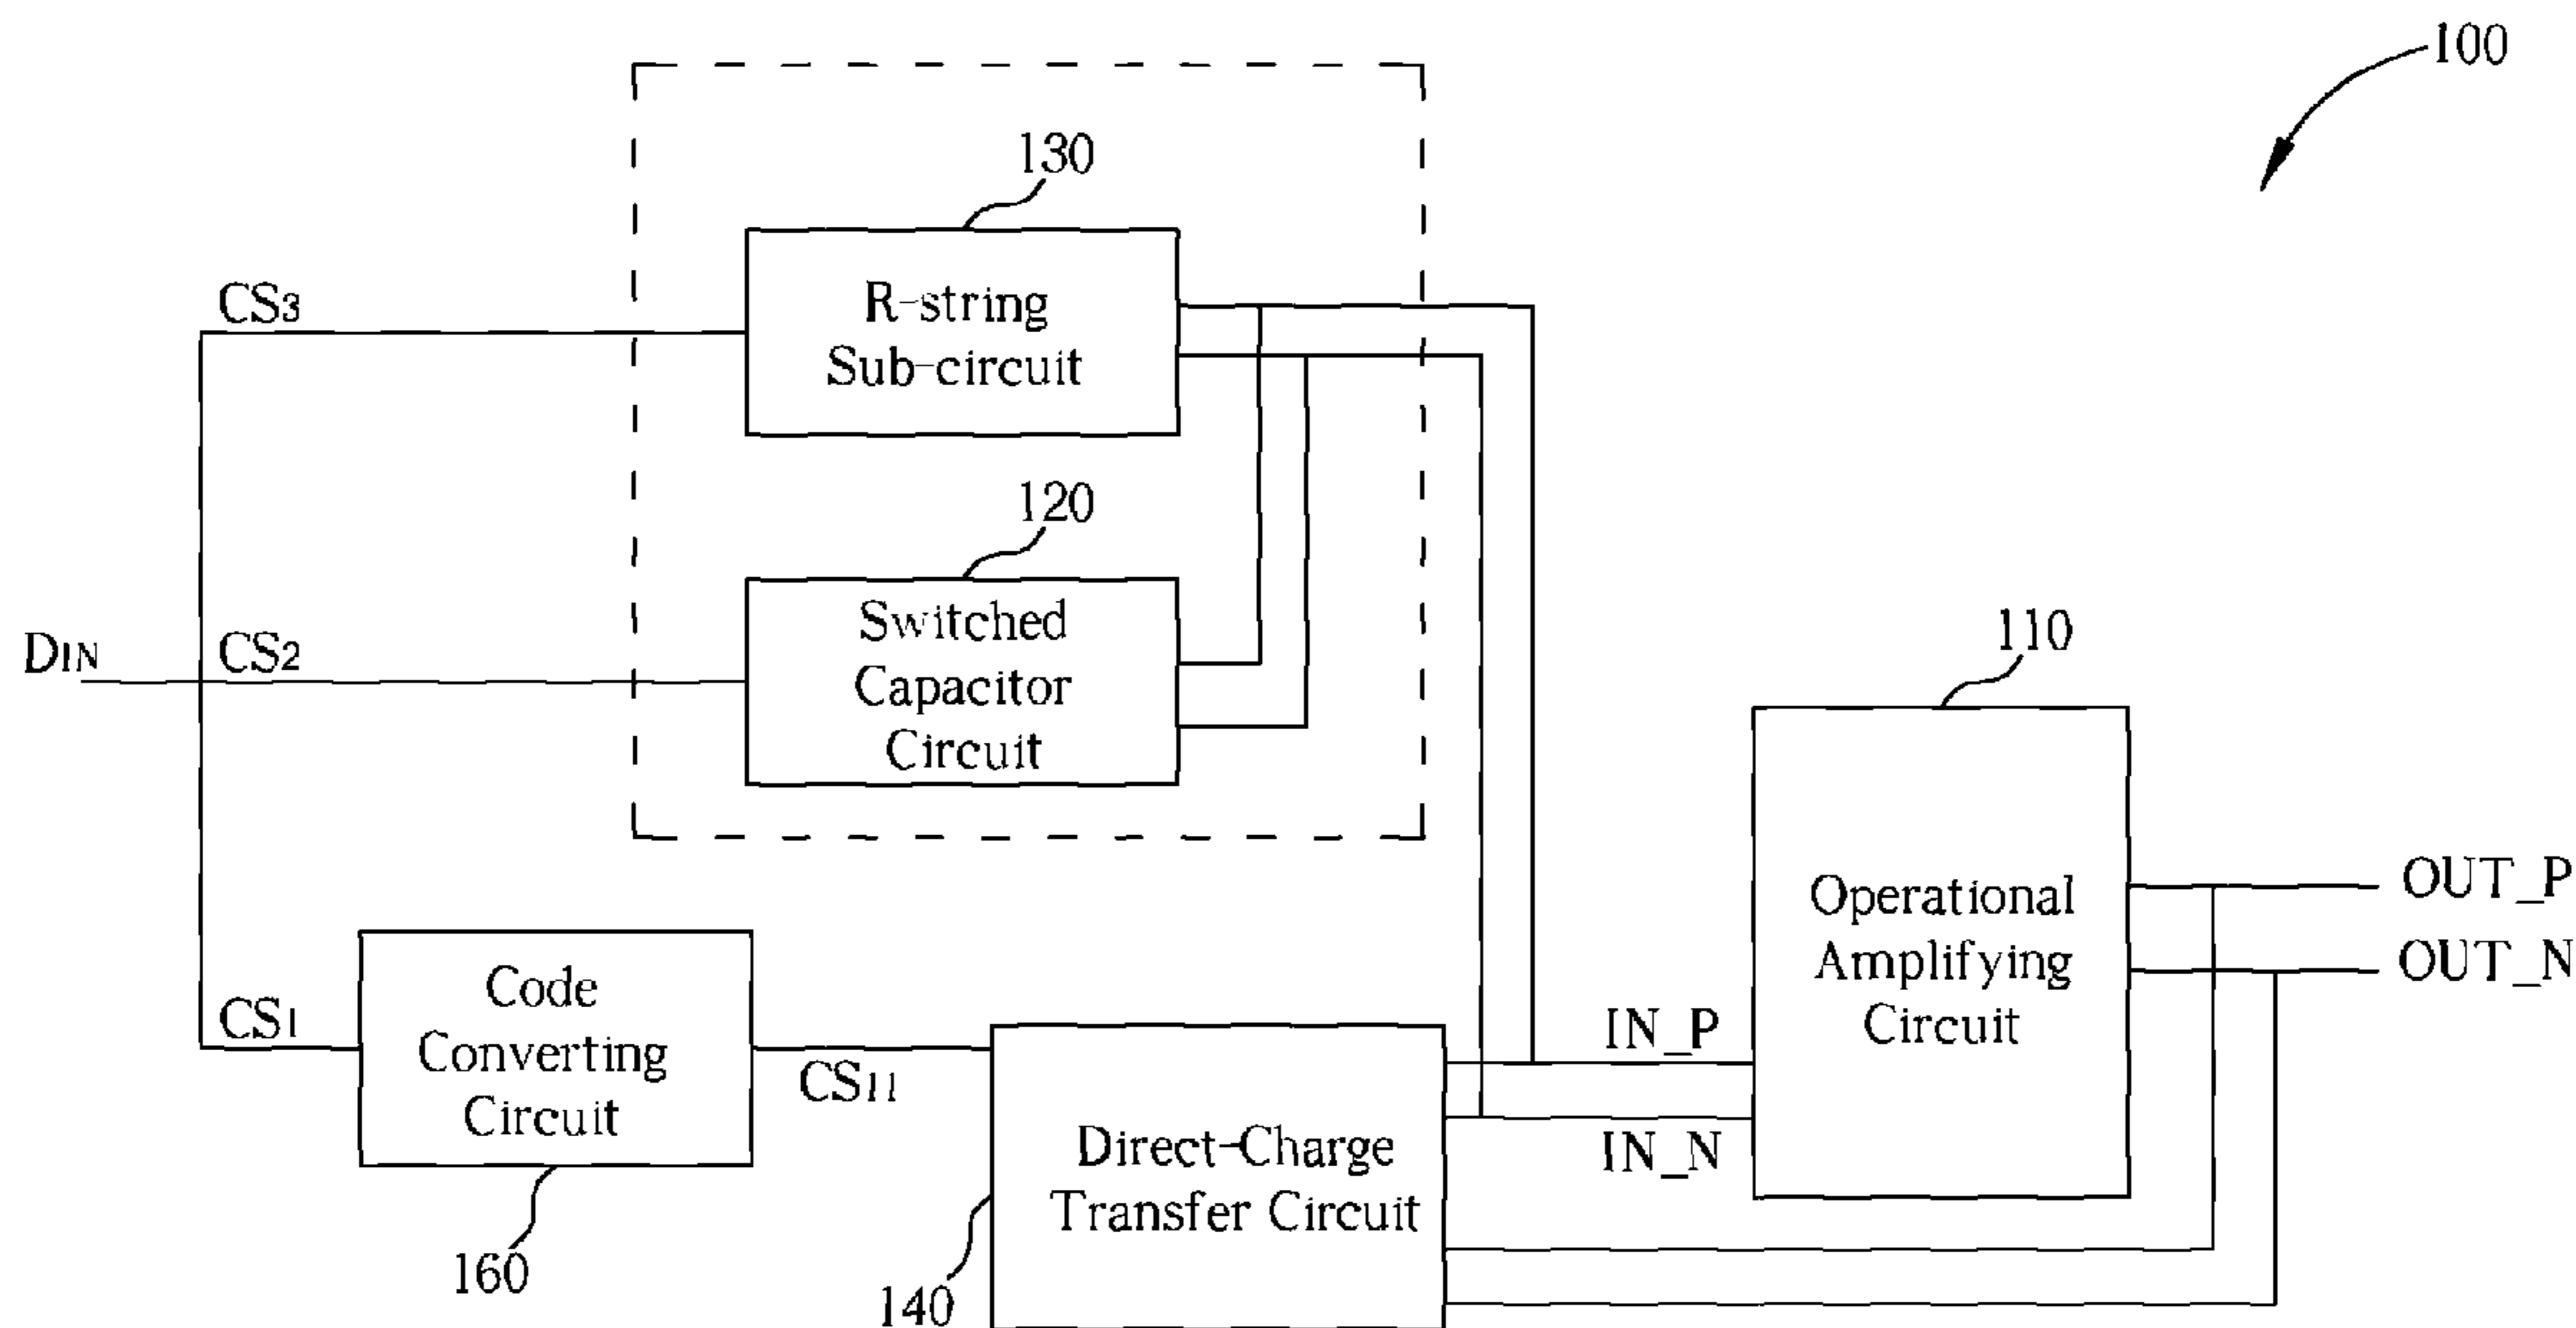 100
130
R-string
Sub-circuit
CS3
120
Switched
Capacitor
Circuit
DIN
CS2
110
Operational
Amplifying
Circuit
OUT_P
OUT_N
Code
Converting
Circuit
CS1
CS11
IN_P
IN_N
Direct-Charge
Transfer Circuit
160
140